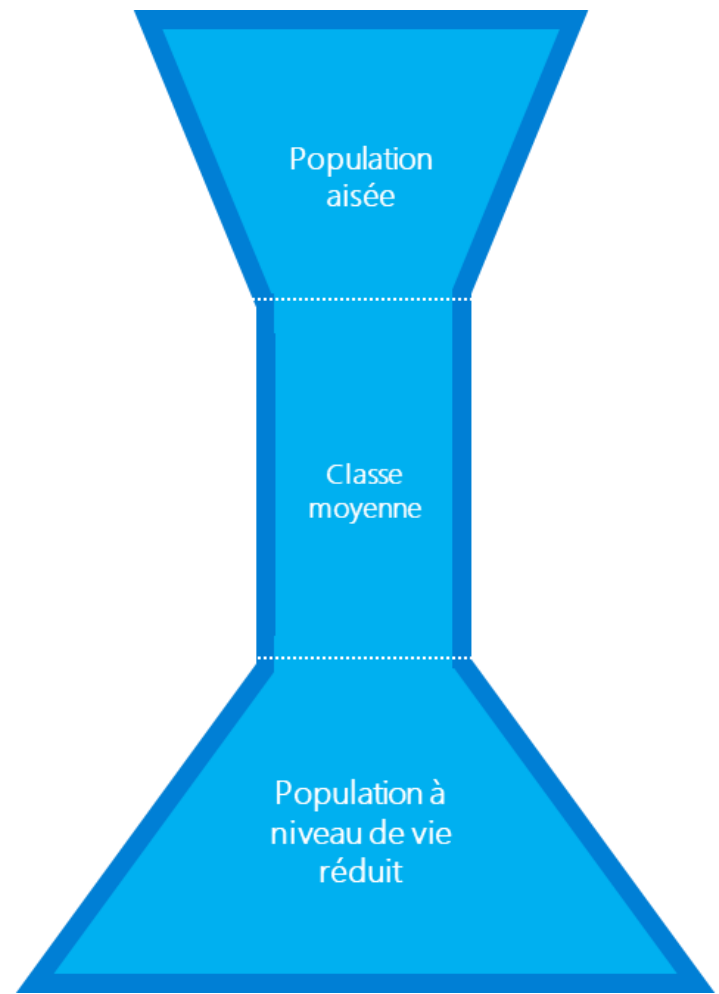 Population
aisée
Classe
moyenne
Population à
niveau de vie
réduit